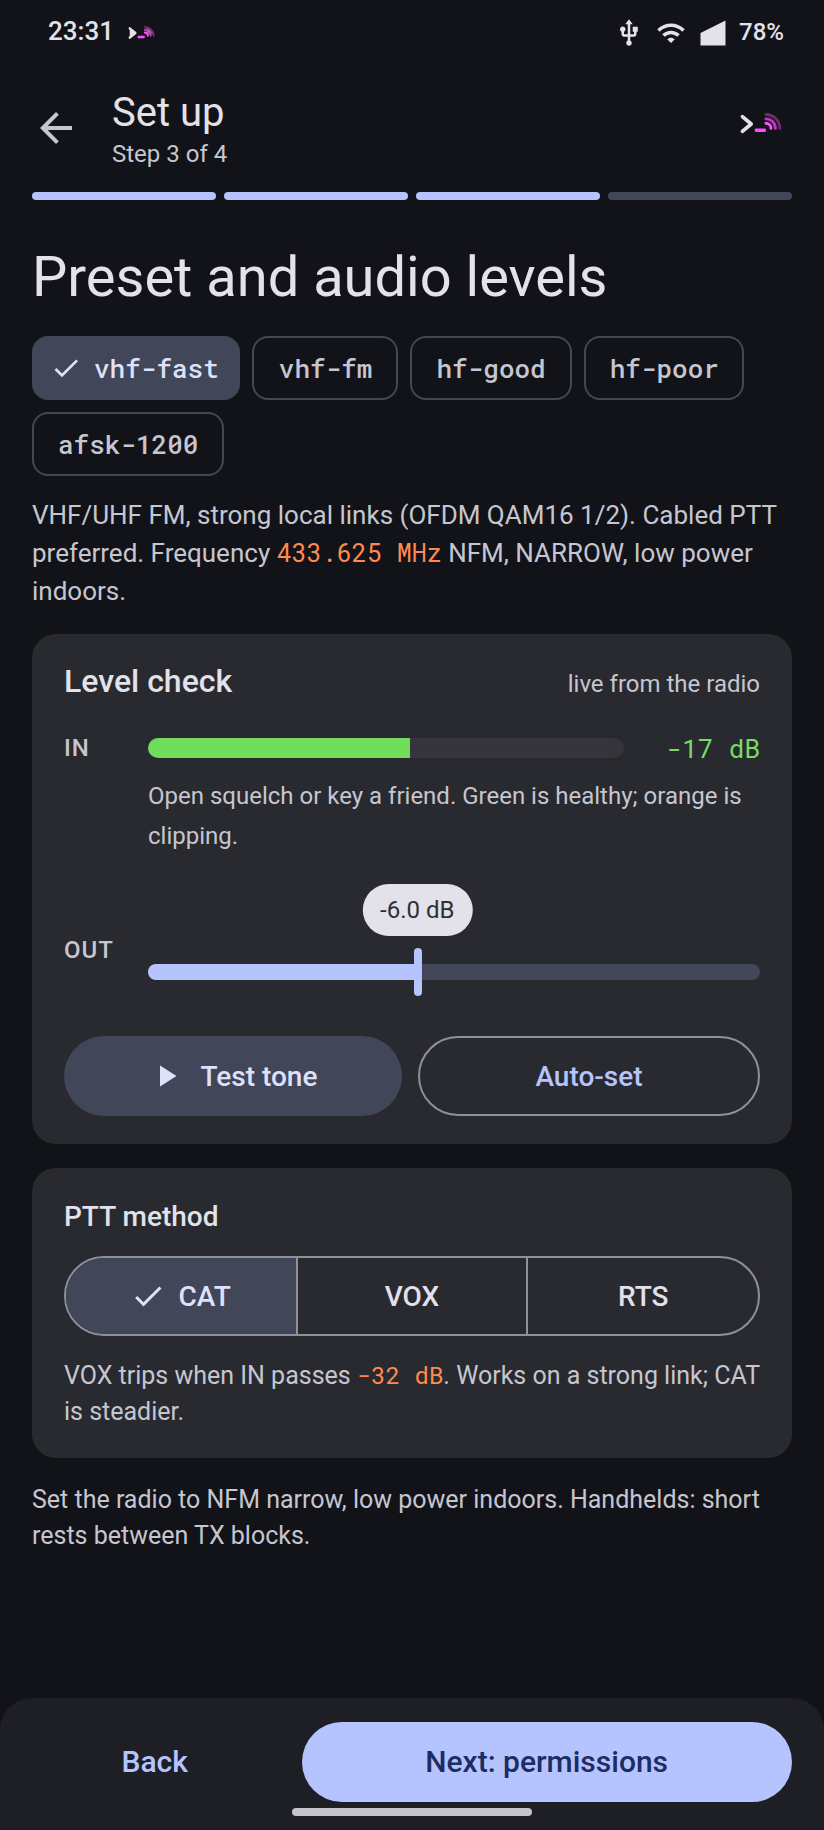 23:31
78%
Set up
Step 3 of 4
Preset and audio levels
vhf-fast
vhf-fm
hf-good
hf-poor
afsk-1200
VHF/UHF FM, strong local links (OFDM QAM16 1/2). Cabled PTT
preferred. Frequency 433.625 MHz NFM, NARROW, low power
indoors.
Level check
live from the radio
IN
-17 dB
Open squelch or key a friend. Green is healthy; orange is
clipping.
-6.0 dB
OUT
Test tone
Auto-set
PTT method
CAT
VOX
RTS
VOX trips when IN passes -32 dB. Works on a strong link; CAT
is steadier.
Set the radio to NFM narrow, low power indoors. Handhelds: short
rests between TX blocks.
Back
Next: permissions